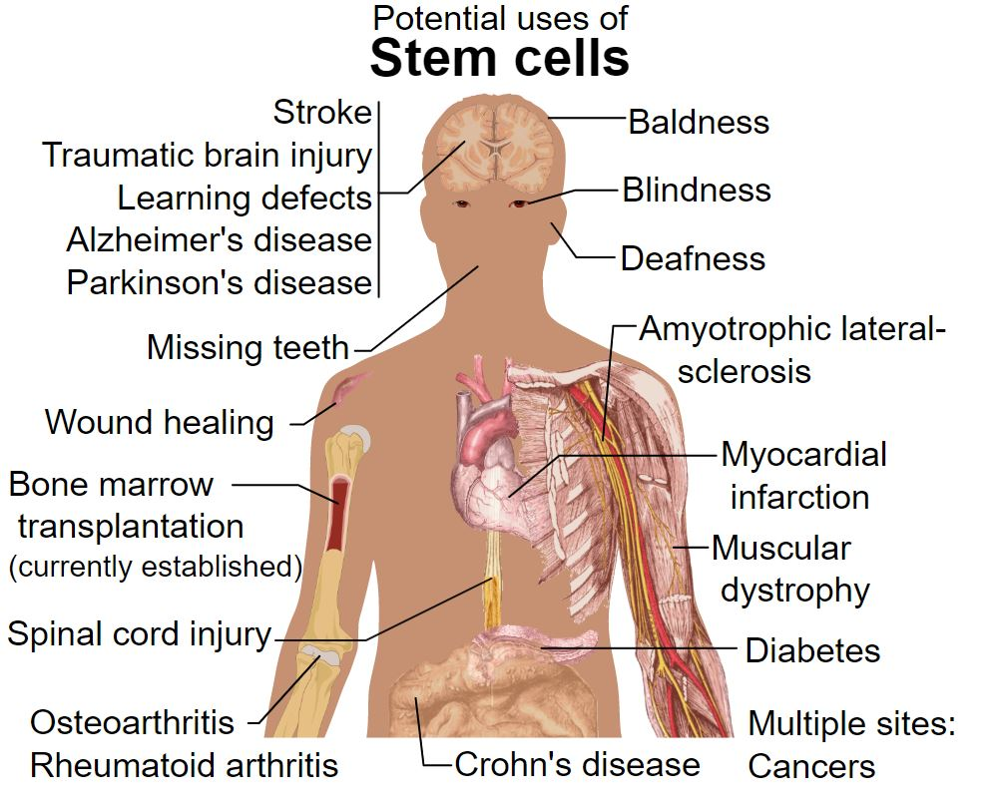 Potential uses of
Stem cells
Stroke
Traumatic brain injury
Learning defects
Alzheimer's disease
Parkinson's disease
Missing teeth
Wound healing
Bone marrow
transplantation
(currently established)
Spinal cord injury
Osteoarthritis
Rheumatoid arthritis
Baldness
Blindness
Deafness
Amyotrophic lateral-
sclerosis
Myocardial
infarction
Muscular
dystrophy
Diabetes
Multiple sites:
Cancers
Crohn's disease